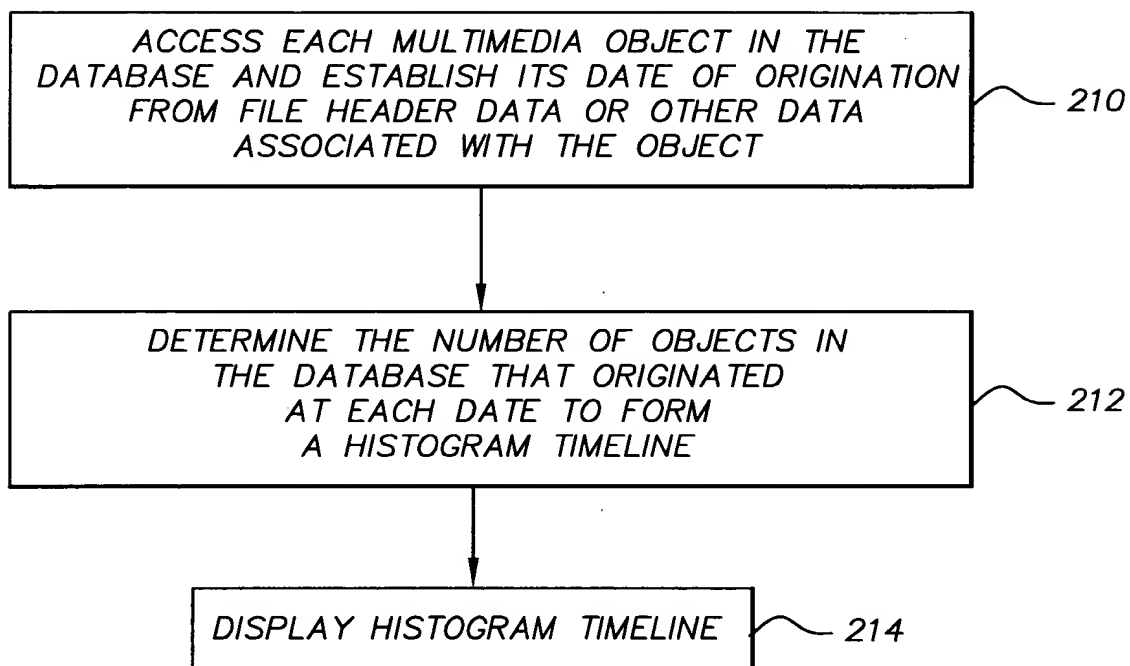 ACCESS EACH MULTIMEDIA OBJECT IN THE
DATABASE AND ESTABLISH ITS DATE OF ORIGINATION
FROM FILE HEADER DATA OR OTHER DATA
ASSOCIATED WITH THE OBJECT
210
DETERMINE THE NUMBER OF OBJECTS IN
THE DATABASE THAT ORIGINATED
AT EACH DATE TO FORM
A HISTOGRAM TIMELINE
212
DISPLAY HISTOGRAM TIMELINE
214